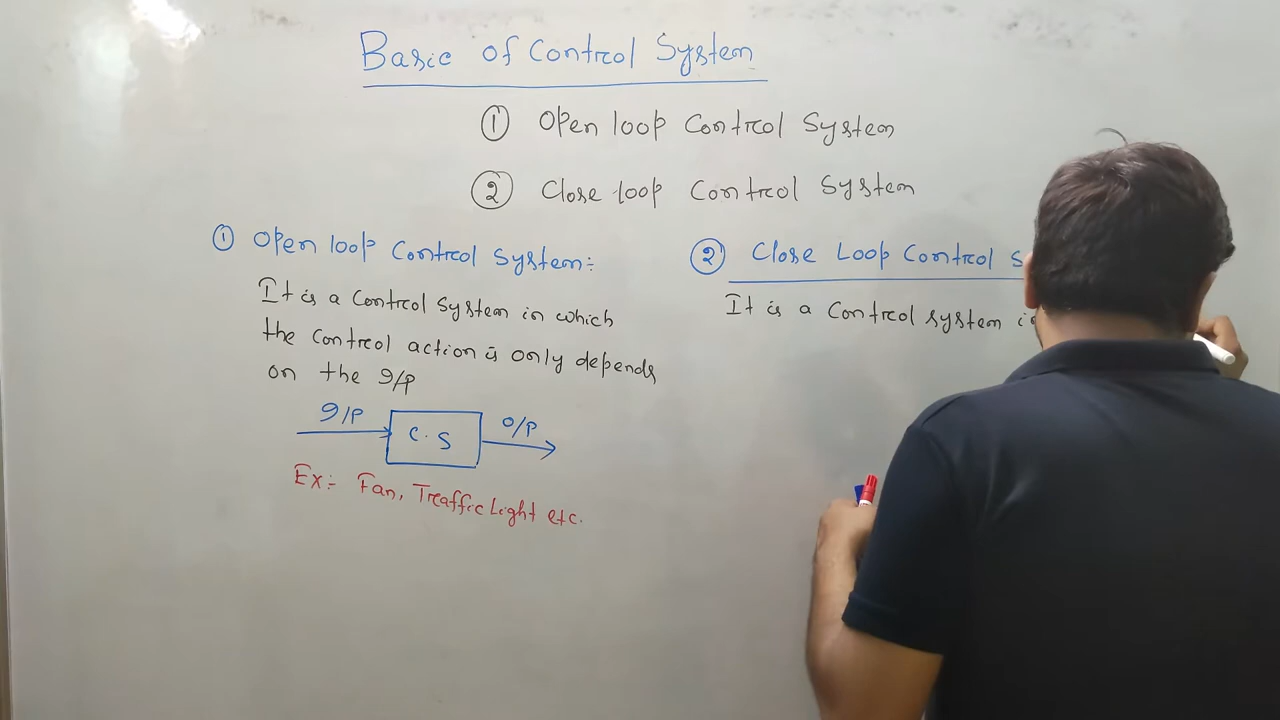 Basic of Control System
① Open loop Control System
② Close loop Control System
① Open loop Control System:-
It is a Control System in which
the control action is only depends
on the I/P
I/P
C.S
O/P
Ex:- Fan, Traffic Light etc.
② Close Loop Control S
It is a Control system in